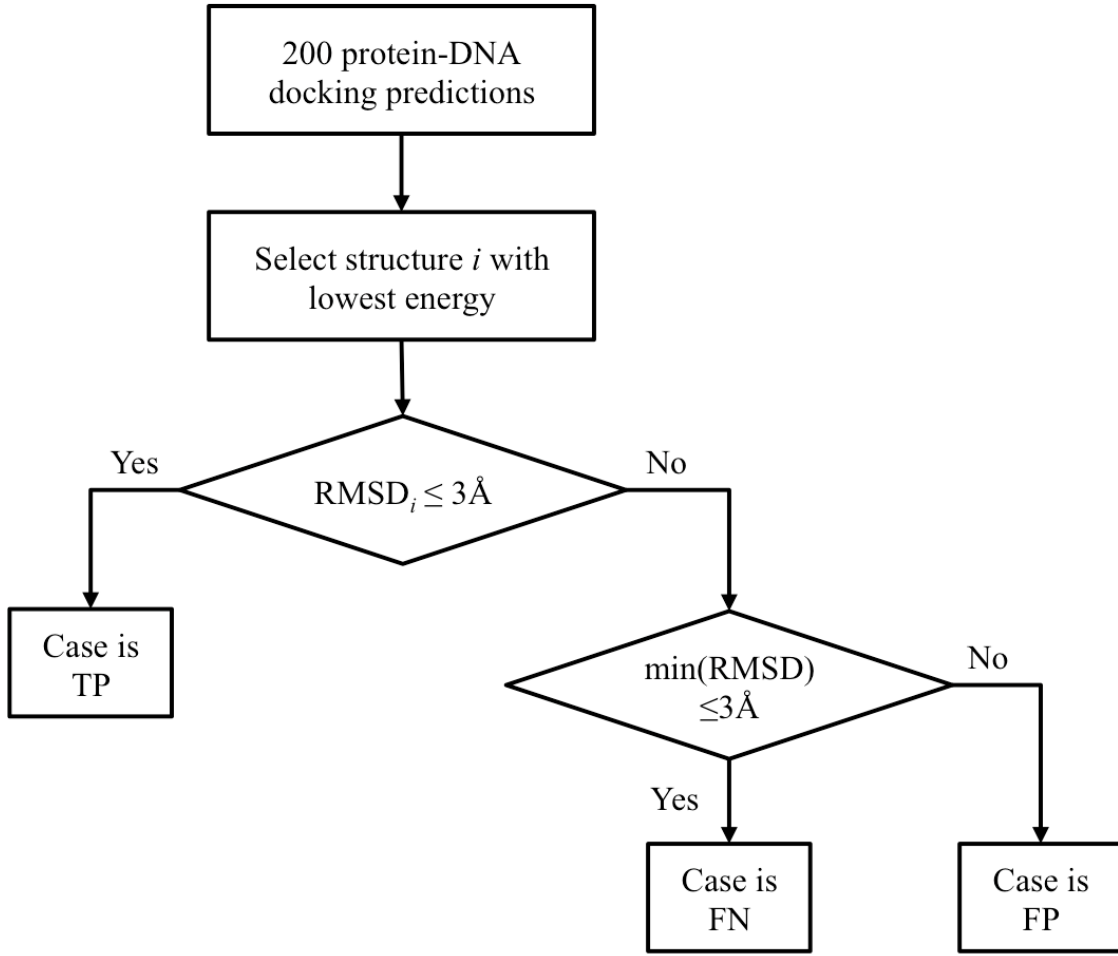 200 protein-DNA
docking predictions
Select structure i with
lowest energy
Yes
No
RMSDᵢ ≤ 3Å
Case is
TP
min(RMSD)
≤3Å
No
Yes
Case is
FN
Case is
FP